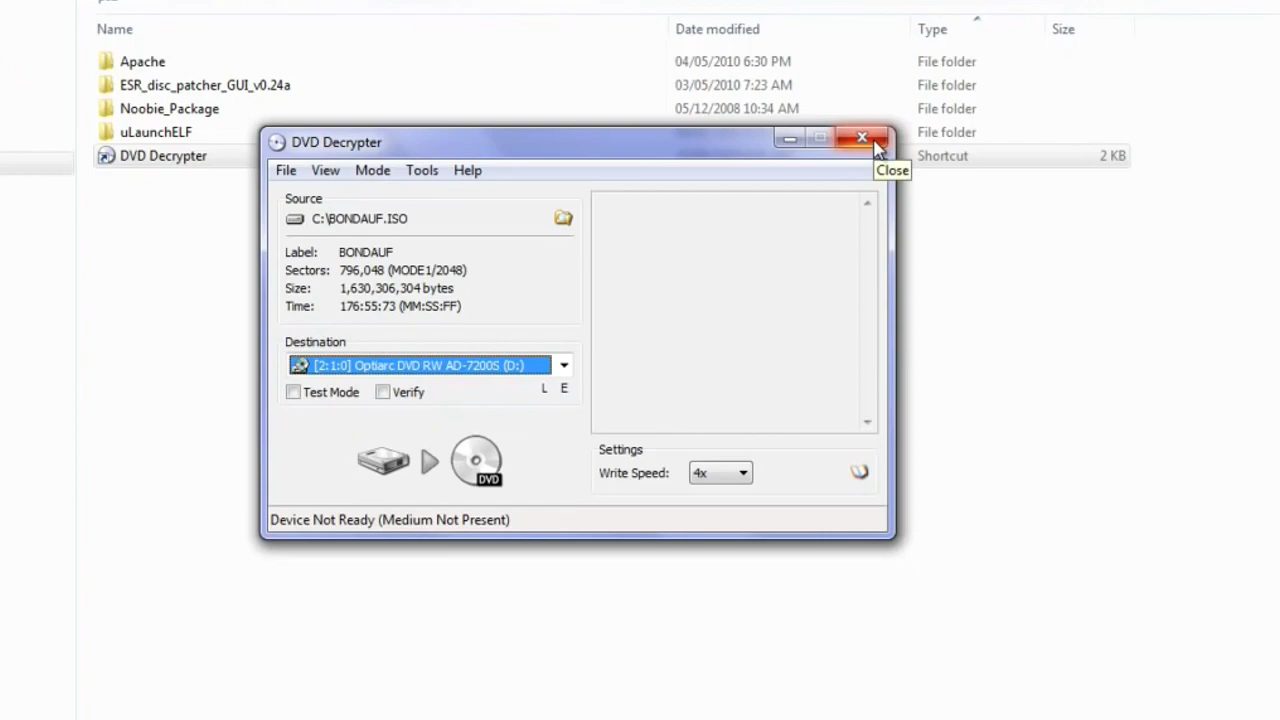 Name Date modified Type Size
Apache 04/05/2010 6:30 PM File folder
ESR_disc_patcher_GUI_v0.24a 03/05/2010 7:23 AM File folder
Noobie_Package 05/12/2008 10:34 AM File folder
uLaunchELF File folder
DVD Decrypter Shortcut 2 KB
DVD Decrypter
Close
File View Mode Tools Help
Source
C:\BONDAUF.ISO
Label: BONDAUF
Sectors: 796,048 (MODE1/2048)
Size: 1,630,306,304 bytes
Time: 176:55:73 (MM:SS:FF)
Destination
[2:1:0] Optiarc DVD RW AD-7200S (D:)
Test Mode Verify L E
DVD
Settings
Write Speed: 4x
Device Not Ready (Medium Not Present)